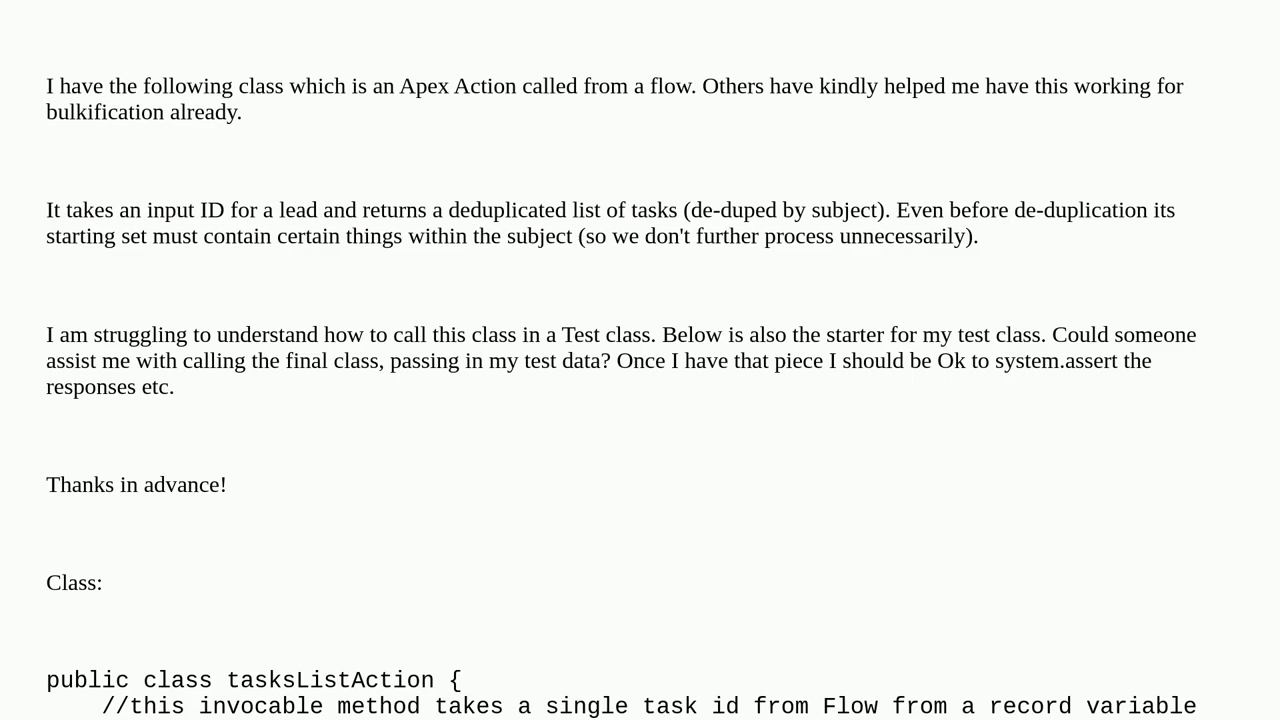 I have the following class which is an Apex Action called from a flow. Others have kindly helped me have this working for
bulkification already.
It takes an input ID for a lead and returns a deduplicated list of tasks (de-duped by subject). Even before de-duplication its
starting set must contain certain things within the subject (so we don't further process unnecessarily).
I am struggling to understand how to call this class in a Test class. Below is also the starter for my test class. Could someone
assist me with calling the final class, passing in my test data? Once I have that piece I should be Ok to system.assert the
responses etc.
Thanks in advance!
Class:
public class tasksListAction {
//this invocable method takes a single task id from Flow from a record variable